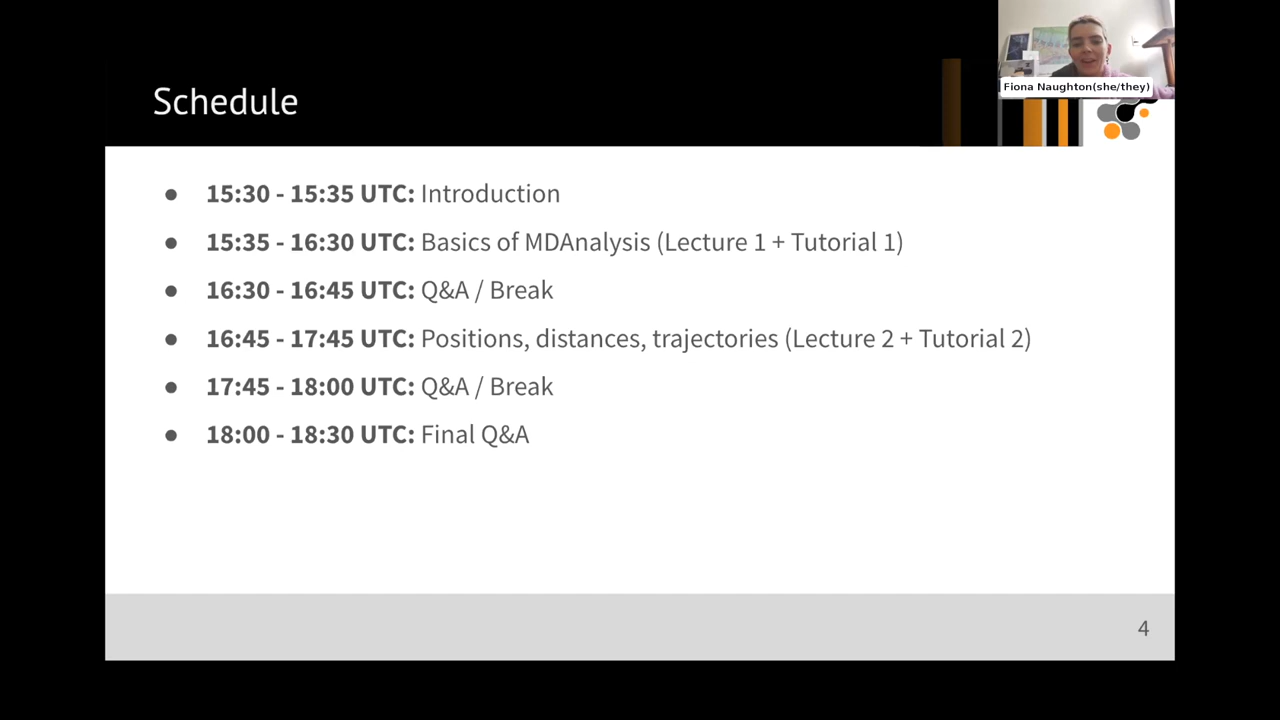 Schedule
Fiona Naughton(she/they)
● 15:30 - 15:35 UTC: Introduction
● 15:35 - 16:30 UTC: Basics of MDAnalysis (Lecture 1 + Tutorial 1)
● 16:30 - 16:45 UTC: Q&A / Break
● 16:45 - 17:45 UTC: Positions, distances, trajectories (Lecture 2 + Tutorial 2)
● 17:45 - 18:00 UTC: Q&A / Break
● 18:00 - 18:30 UTC: Final Q&A
4